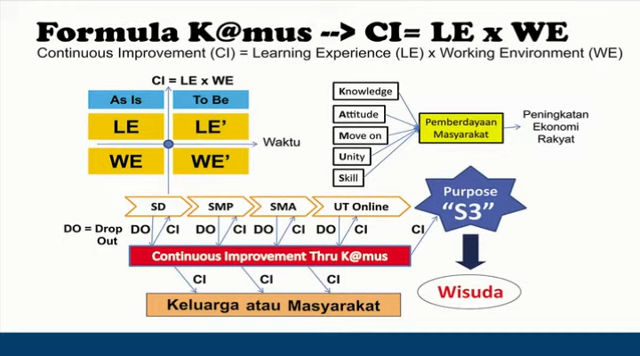 Formula K@mus --> CI= LE x WE
Continuous Improvement (CI) = Learning Experience (LE) x Working Environment (WE)
CI = LE x WE
As Is
To Be
LE
LE’
WE
WE’
Waktu
Knowledge
Attitude
Move on
Unity
Skill
Pemberdayaan
Masyarakat
Peningkatan
Ekonomi
Rakyat
SD
SMP
SMA
UT Online
Purpose
“S3”
DO = Drop
Out
DO CI DO CI DO CI DO CI CI
Continuous Improvement Thru K@mus
CI CI CI
Keluarga atau Masyarakat
Wisuda